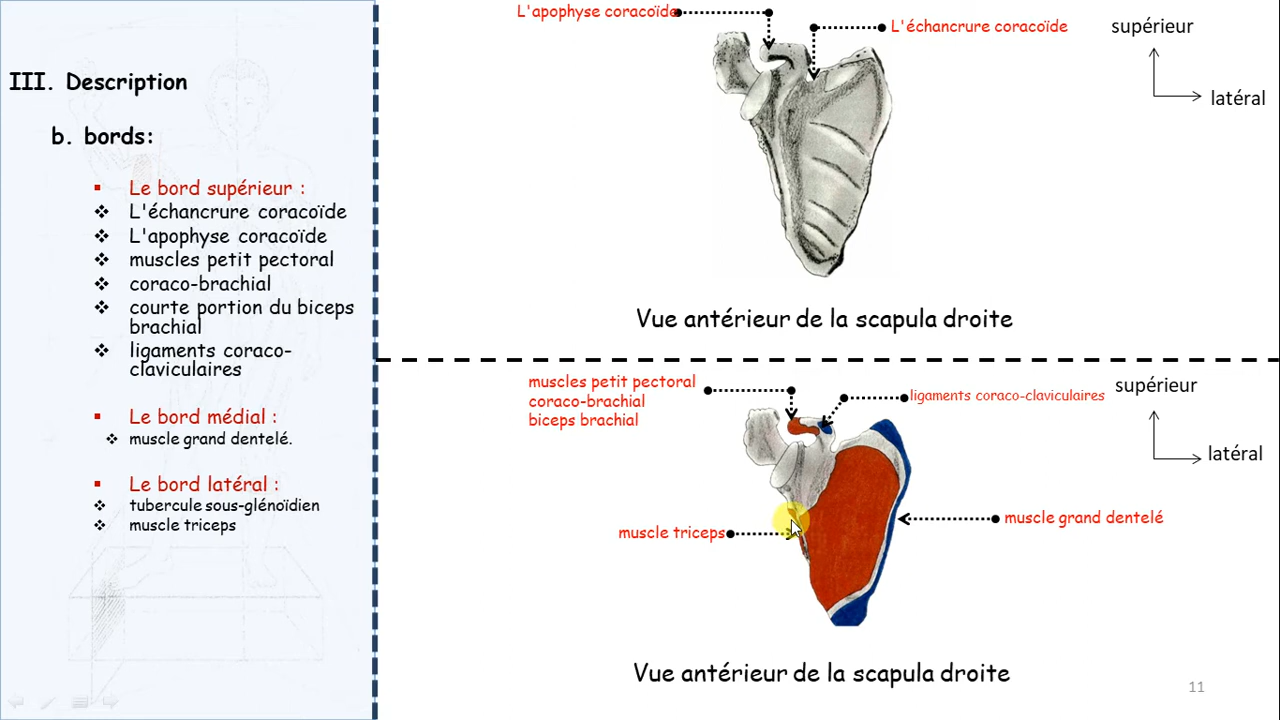 III. Description
b. bords:
▪ Le bord supérieur :
❖ L'échancrure coracoïde
❖ L'apophyse coracoïde
❖ muscles petit pectoral
❖ coraco-brachial
❖ courte portion du biceps
brachial
❖ ligaments coraco-
claviculaires
▪ Le bord médial :
❖ muscle grand dentelé.
▪ Le bord latéral :
❖ tubercule sous-glénoïdien
❖ muscle triceps
L'apophyse coracoïde
L'échancrure coracoïde
supérieur
latéral
Vue antérieur de la scapula droite
muscles petit pectoral
coraco-brachial
biceps brachial
ligaments coraco-claviculaires
supérieur
latéral
muscle triceps
muscle grand dentelé
Vue antérieur de la scapula droite
11